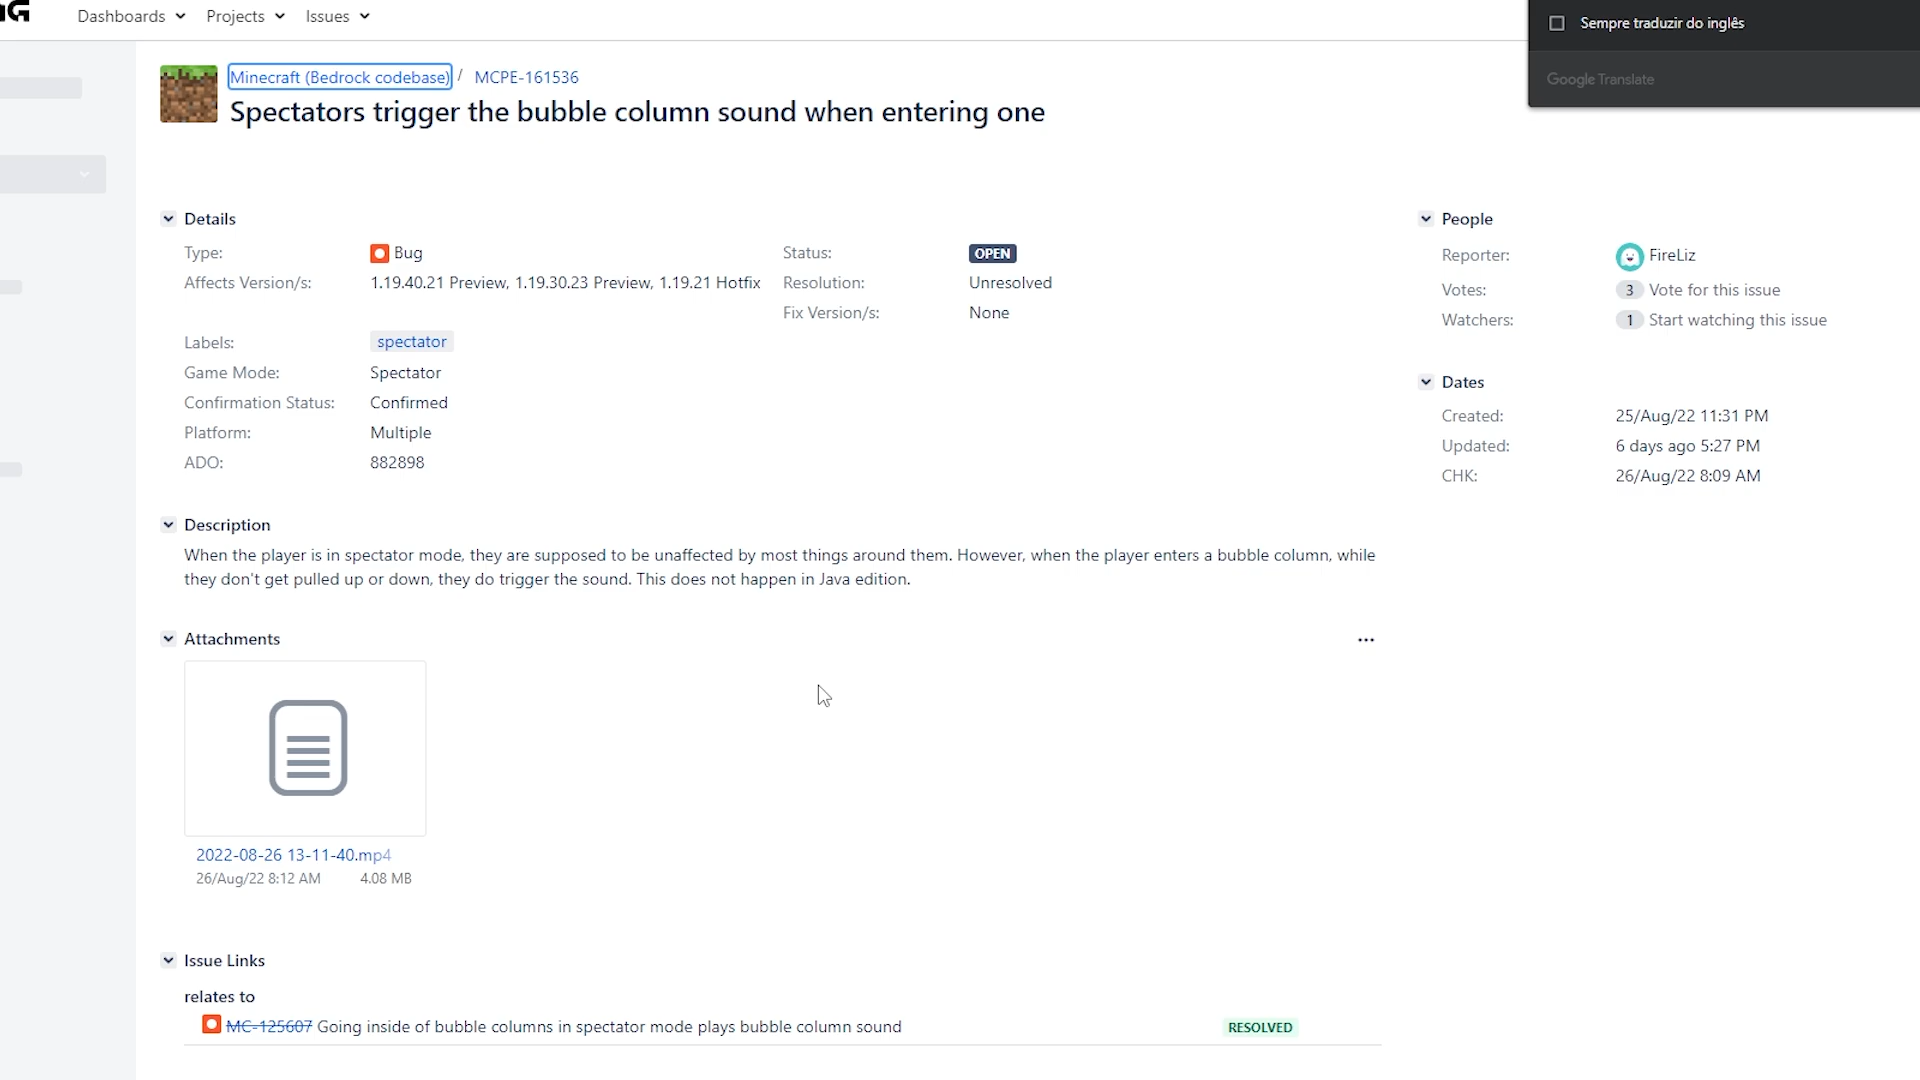 Dashboards Projects Issues
Sempre traduzir do inglês
Google Translate
Minecraft (Bedrock codebase) / MCPE-161536
Spectators trigger the bubble column sound when entering one
Details
Type: Bug
Status: OPEN
Affects Version/s: 1.19.40.21 Preview, 1.19.30.23 Preview, 1.19.21 Hotfix
Resolution: Unresolved
Fix Version/s: None
Labels: spectator
Game Mode: Spectator
Confirmation Status: Confirmed
Platform: Multiple
ADO: 882898
People
Reporter: FireLiz
Votes: 3 Vote for this issue
Watchers: 1 Start watching this issue
Dates
Created: 25/Aug/22 11:31 PM
Updated: 6 days ago 5:27 PM
CHK: 26/Aug/22 8:09 AM
Description
When the player is in spectator mode, they are supposed to be unaffected by most things around them. However, when the player enters a bubble column, while
they don't get pulled up or down, they do trigger the sound. This does not happen in Java edition.
Attachments
2022-08-26 13-11-40.mp4
26/Aug/22 8:12 AM 4.08 MB
Issue Links
relates to
MC-125607 Going inside of bubble columns in spectator mode plays bubble column sound RESOLVED